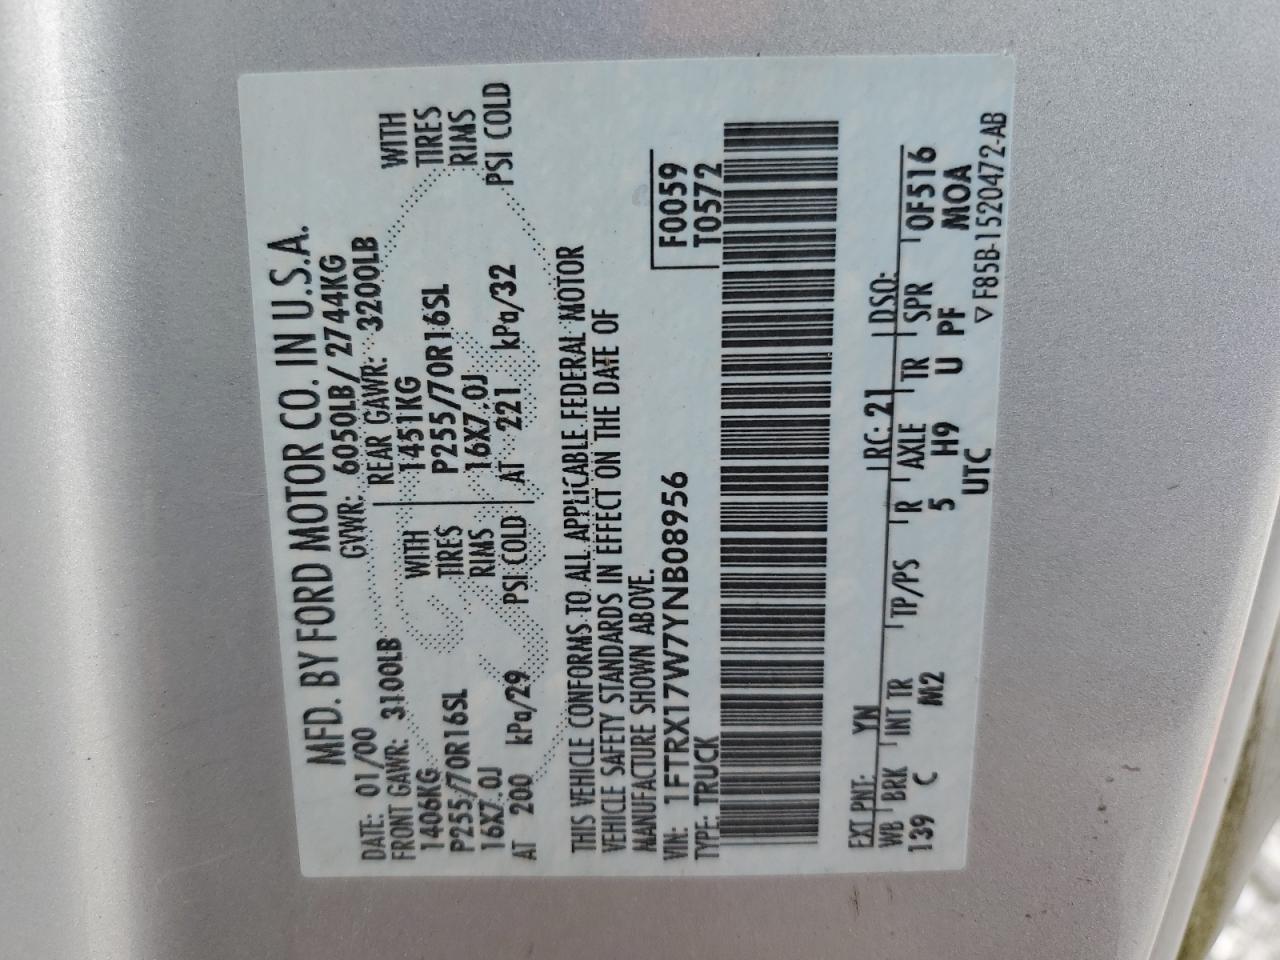 MFD. BY FORD MOTOR CO. IN U.S.A.
DATE: 01/00 GVWR: 6050LB/ 2744KG
FRONT GAWR: 3100LB REAR GAWR: 3200LB
1406KG WITH 1451KG WITH
P255/70R16SL TIRES P255/70R16SL TIRES
16X7.0J RIMS 16X7.0J RIMS
AT 200 kPa/29 PSI COLD AT 221 kPa/32 PSI COLD
THIS VEHICLE CONFORMS TO ALL APPLICABLE FEDERAL MOTOR
VEHICLE SAFETY STANDARDS IN EFFECT ON THE DATE OF
MANUFACTURE SHOWN ABOVE.
VIN: 1FTRX17W7YNB08956 F0059
TYPE: TRUCK T0572
EXT PNT: YN RC: 21 DSO:
WB BRK INT TR TP/PS R AXLE TR SPR 0F516
139 C M2 5 H9 U PF MOA
UTC ▽ F85B-1520472-AB